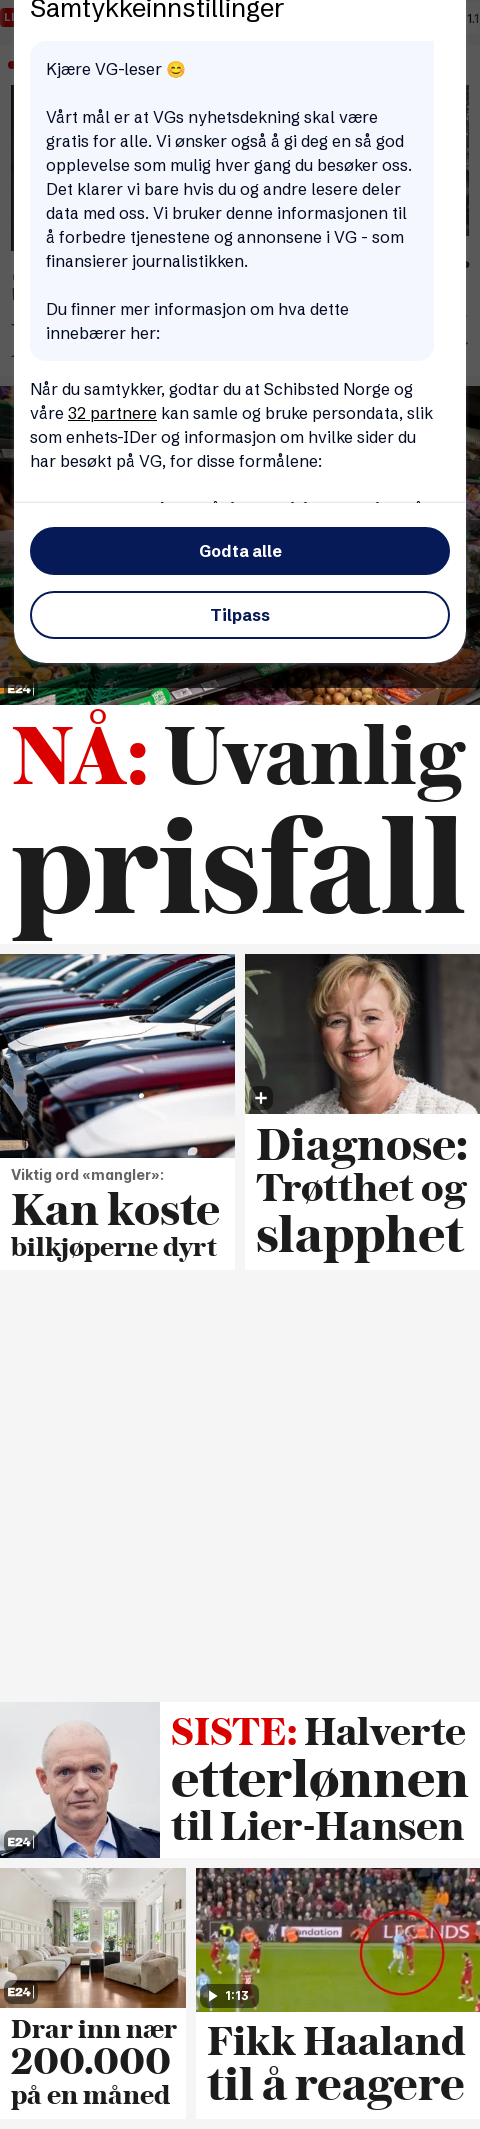 Samtykkeinnstillinger
Kjære VG-leser 😊
Vårt mål er at VGs nyhetsdekning skal være
gratis for alle. Vi ønsker også å gi deg en så god
opplevelse som mulig hver gang du besøker oss.
Det klarer vi bare hvis du og andre lesere deler
data med oss. Vi bruker denne informasjonen til
å forbedre tjenestene og annonsene i VG - som
finansierer journalistikken.
Du finner mer informasjon om hva dette
innebærer her:
Når du samtykker, godtar du at Schibsted Norge og
våre 32 partnere kan samle og bruke persondata, slik
som enhets-IDer og informasjon om hvilke sider du
har besøkt på VG, for disse formålene:
Godta alle
Tilpass
E24
NÅ: Uvanlig
prisfall
Viktig ord «mangler»:
Kan koste
bilkjøperne dyrt
Diagnose:
Trøtthet og
slapphet
E24
SISTE: Halverte
etterlønnen
til Lier-Hansen
E24
Drar inn nær
200.000
på en måned
1:13
Fikk Haaland
til å reagere